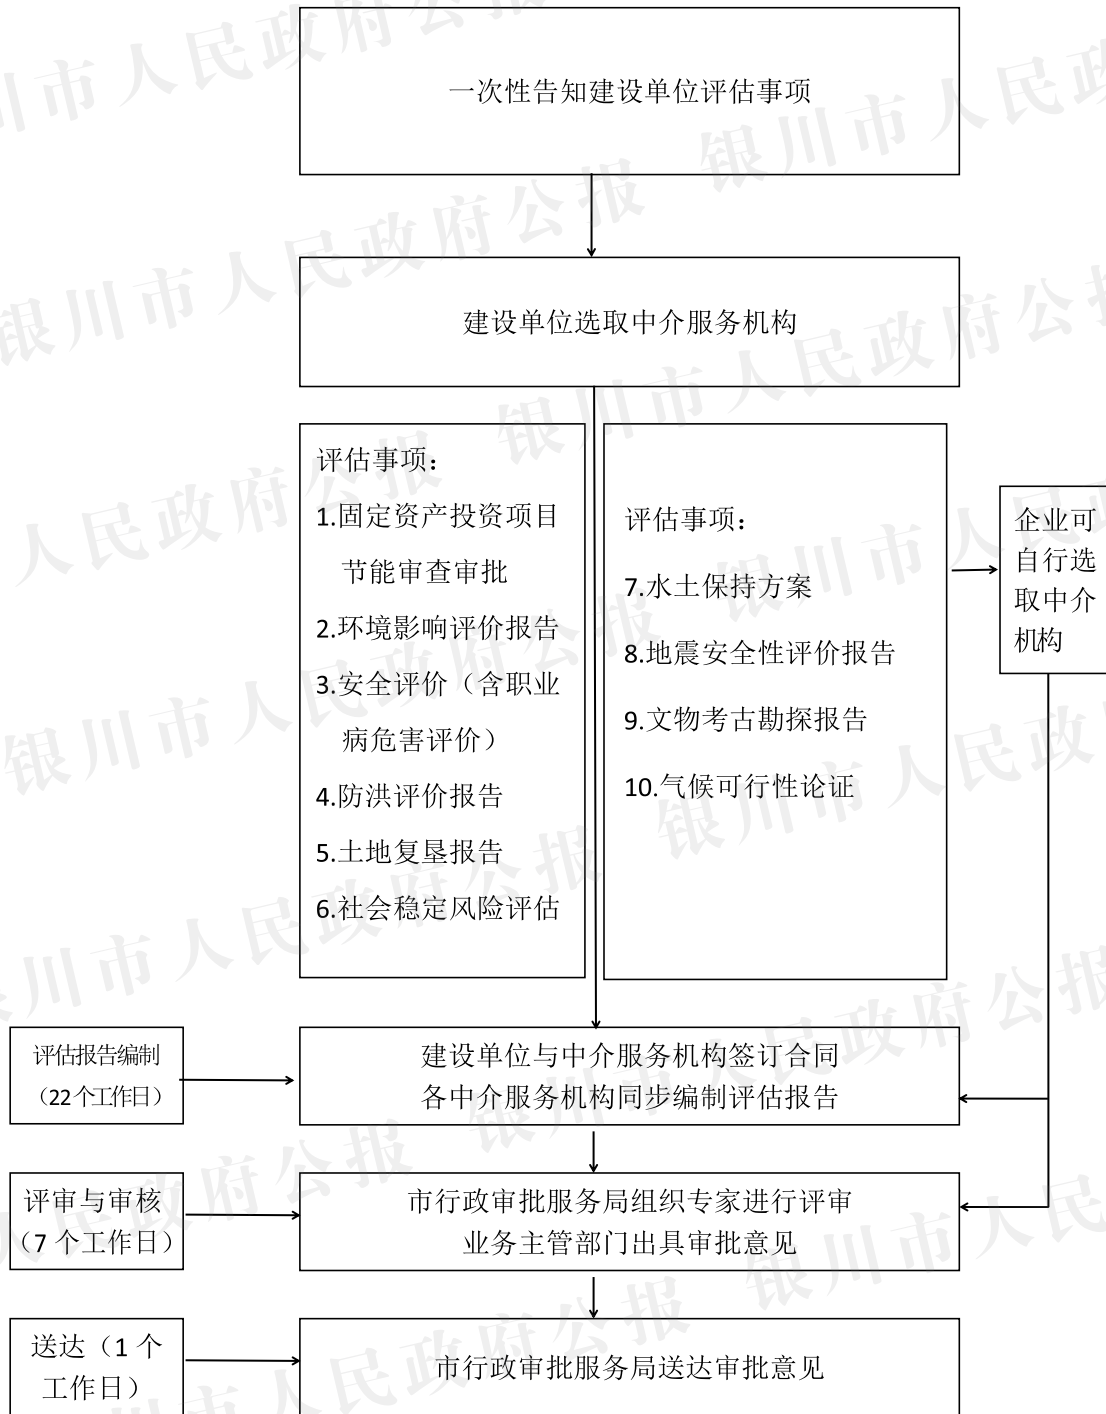 一次性告知建设单位评估事项
建设单位选取中介服务机构
评估事项：
1.固定资产投资项目
节能审查审批
2.环境影响评价报告
3.安全评价（含职业
病危害评价）
4.防洪评价报告
5.土地复垦报告
6.社会稳定风险评估
评估事项：
7.水土保持方案
8.地震安全性评价报告
9.文物考古勘探报告
10.气候可行性论证
企业可
自行选
取中介
机构
评估报告编制
（22个工作日）
建设单位与中介服务机构签订合同
各中介服务机构同步编制评估报告
评审与审核
（7个工作日）
市行政审批服务局组织专家进行评审
业务主管部门出具审批意见
送达（1个
工作日）
市行政审批服务局送达审批意见
银川市人民政府公报